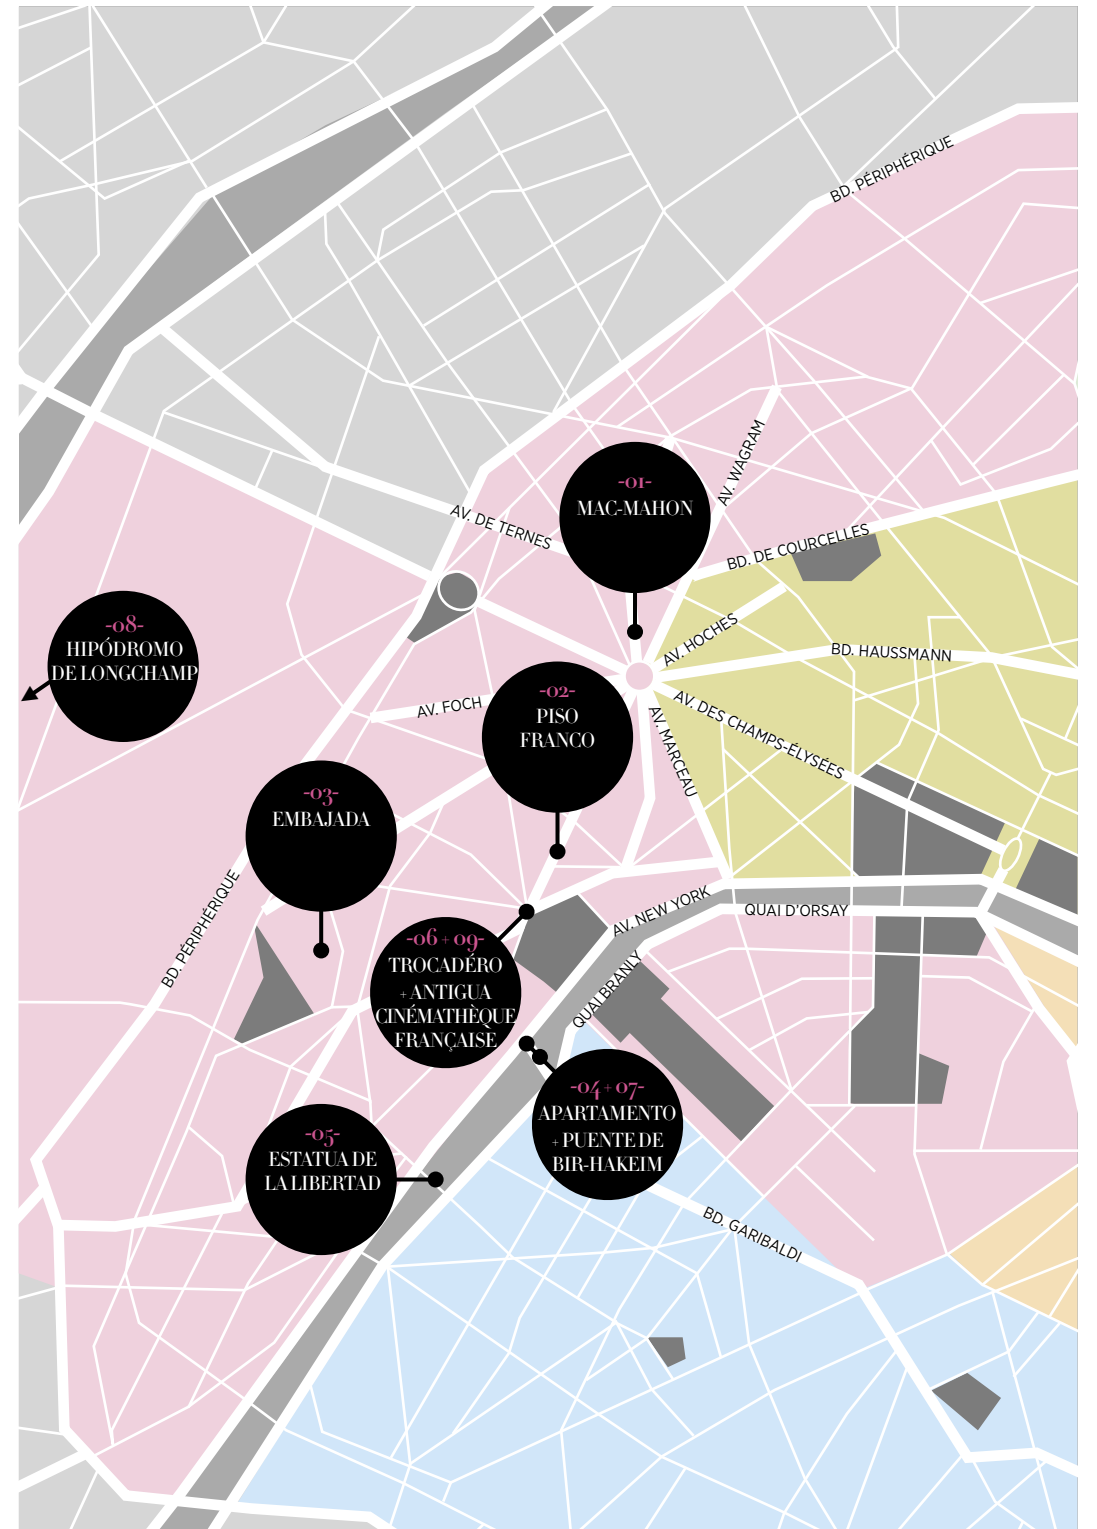 BD. PÉRIPHÉRIQUE
AV. WAGRAM
-01-
MAC-MAHON
AV. DE TERNES
BD. DE COURCELLES
-08-
HIPÓDROMO
DE LONGCHAMP
AV. HOCHES
BD. HAUSSMANN
-02-
PISO
FRANCO
AV. FOCH
AV. DES CHAMPS-ÉLYSÉES
AV. MARCEAU
-03-
EMBAJADA
BD. PÉRIPHÉRIQUE
AV. NEW YORK
QUAI D'ORSAY
-06 + 09-
TROCADÉRO
+ ANTIGUA
CINÉMATHÈQUE
FRANÇAISE
QUAI BRANLY
-04 + 07-
APARTAMENTO
+ PUENTE DE
BIR-HAKEIM
-05-
ESTATUA DE
LA LIBERTAD
BD. GARIBALDI